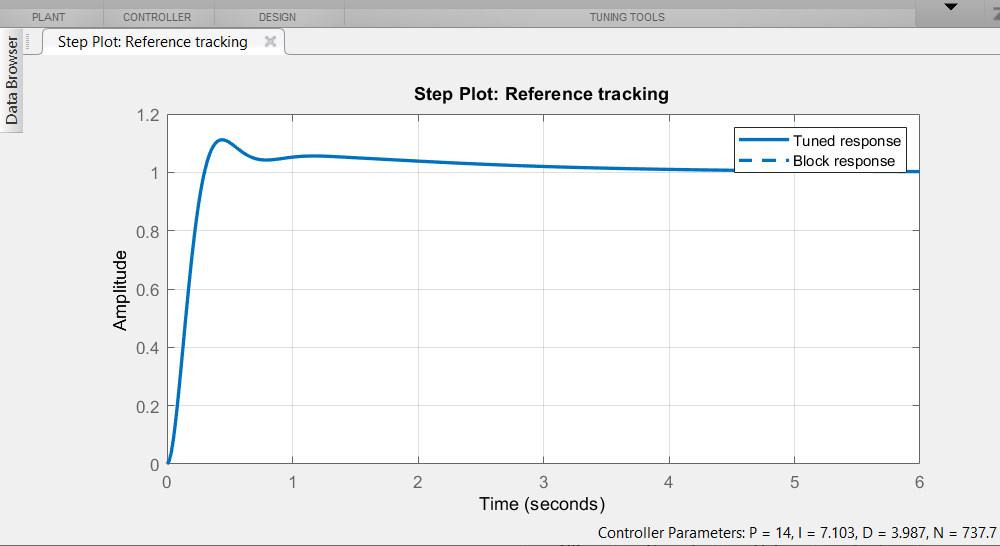 PLANT CONTROLLER DESIGN TUNING TOOLS
Data Browser
Step Plot: Reference tracking
Step Plot: Reference tracking
Tuned response
Block response
1.2
1
0.8
0.6
0.4
0.2
0
Amplitude
0 1 2 3 4 5 6
Time (seconds)
Controller Parameters: P = 14, I = 7.103, D = 3.987, N = 737.7